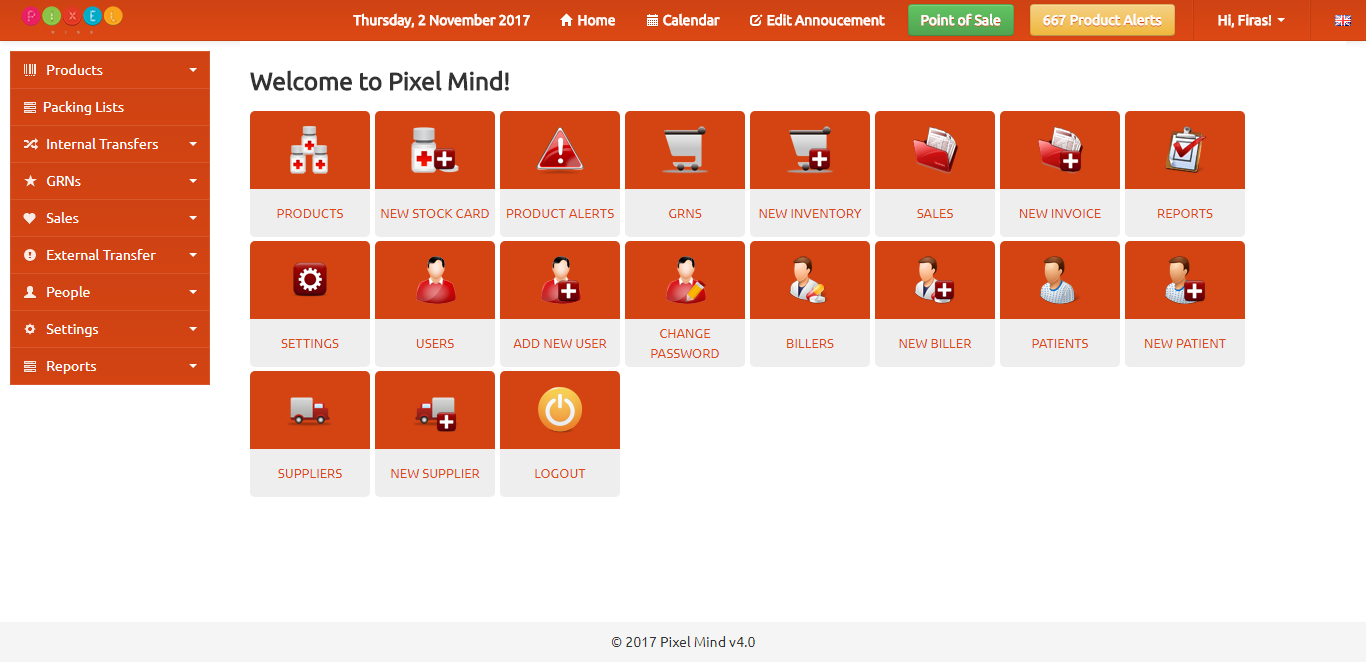 PIXEL
Thursday, 2 November 2017
Home
Calendar
Edit Annoucement
Point of Sale
667 Product Alerts
Hi, Firas!
Products
Packing Lists
Internal Transfers
GRNs
Sales
External Transfer
People
Settings
Reports
Welcome to Pixel Mind!
PRODUCTS
NEW STOCK CARD
PRODUCT ALERTS
GRNS
NEW INVENTORY
SALES
NEW INVOICE
REPORTS
SETTINGS
USERS
ADD NEW USER
CHANGE
PASSWORD
BILLERS
NEW BILLER
PATIENTS
NEW PATIENT
SUPPLIERS
NEW SUPPLIER
LOGOUT
© 2017 Pixel Mind v4.0